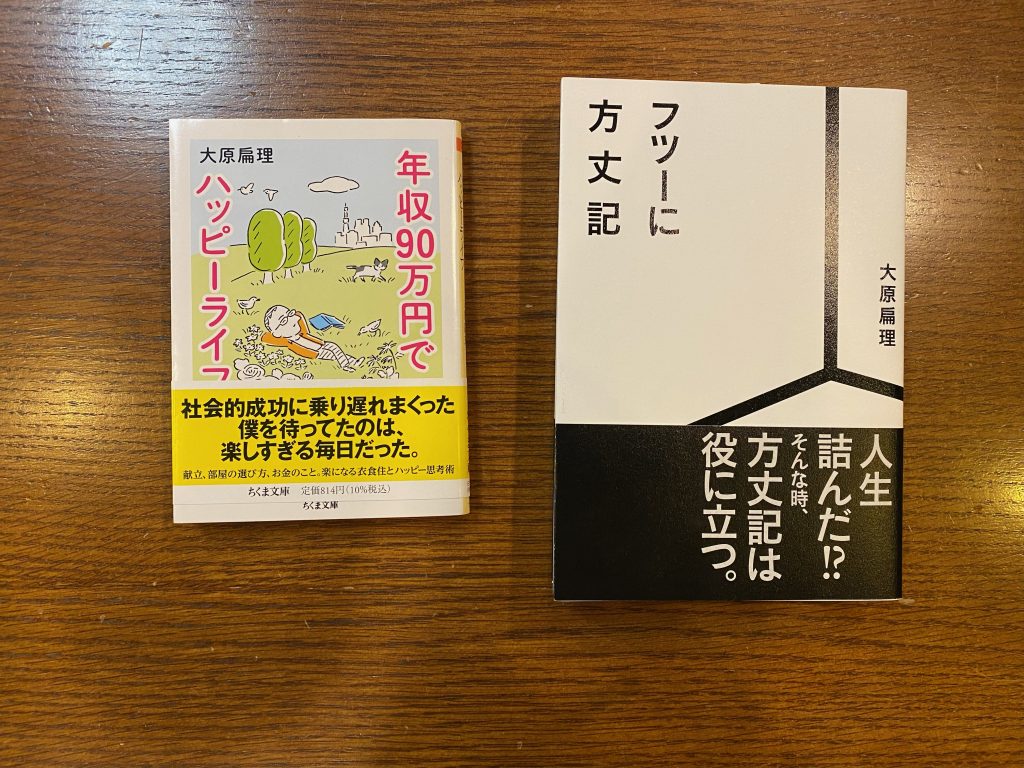 大原扁理
年収90万円で
ハッピーライフ
社会的成功に乗り遅れまくった
僕を待ってたのは、
楽しすぎる毎日だった。
献立、部屋の選び方、お金のこと。楽になる衣食住とハッピー思考術
ちくま文庫 定価814円(10%税込)
ちくま文庫
フツーに
方丈記
大原扁理
人生
詰んだ!?
そんな時、
方丈記は
役に立つ。